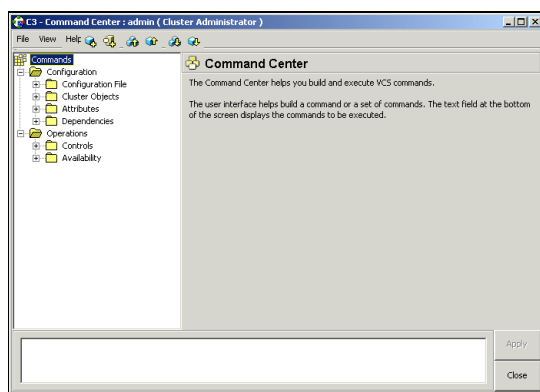 C3 - Command Center : admin ( Cluster Administrator )
File View Help
Commands
Configuration
Configuration File
Cluster Objects
Attributes
Dependencies
Operations
Controls
Availability
Command Center
The Command Center helps you build and execute VCS commands.
The user interface helps build a command or a set of commands. The text field at the bottom
of the screen displays the commands to be executed.
Apply
Close